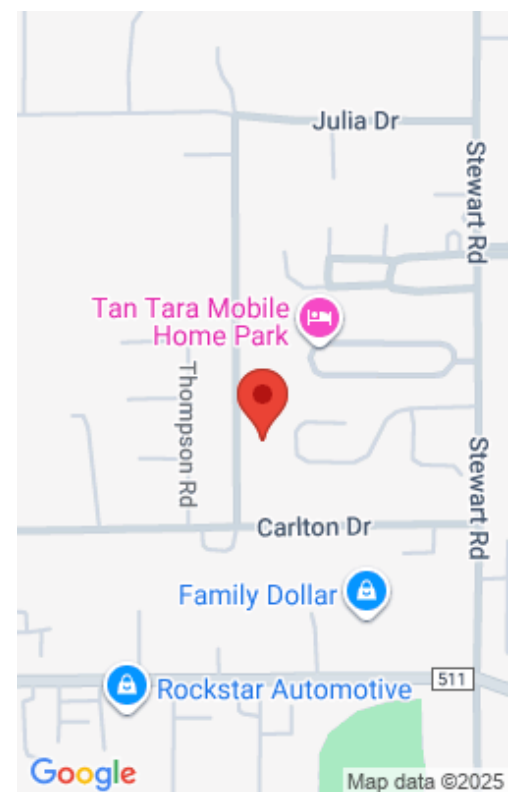 Julia Dr
Stewart Rd
Tan Tara Mobile
Home Park
Thompson Rd
Stewart Rd
Carlton Dr
Family Dollar
511
Rockstar Automotive
Google
Map data ©2025